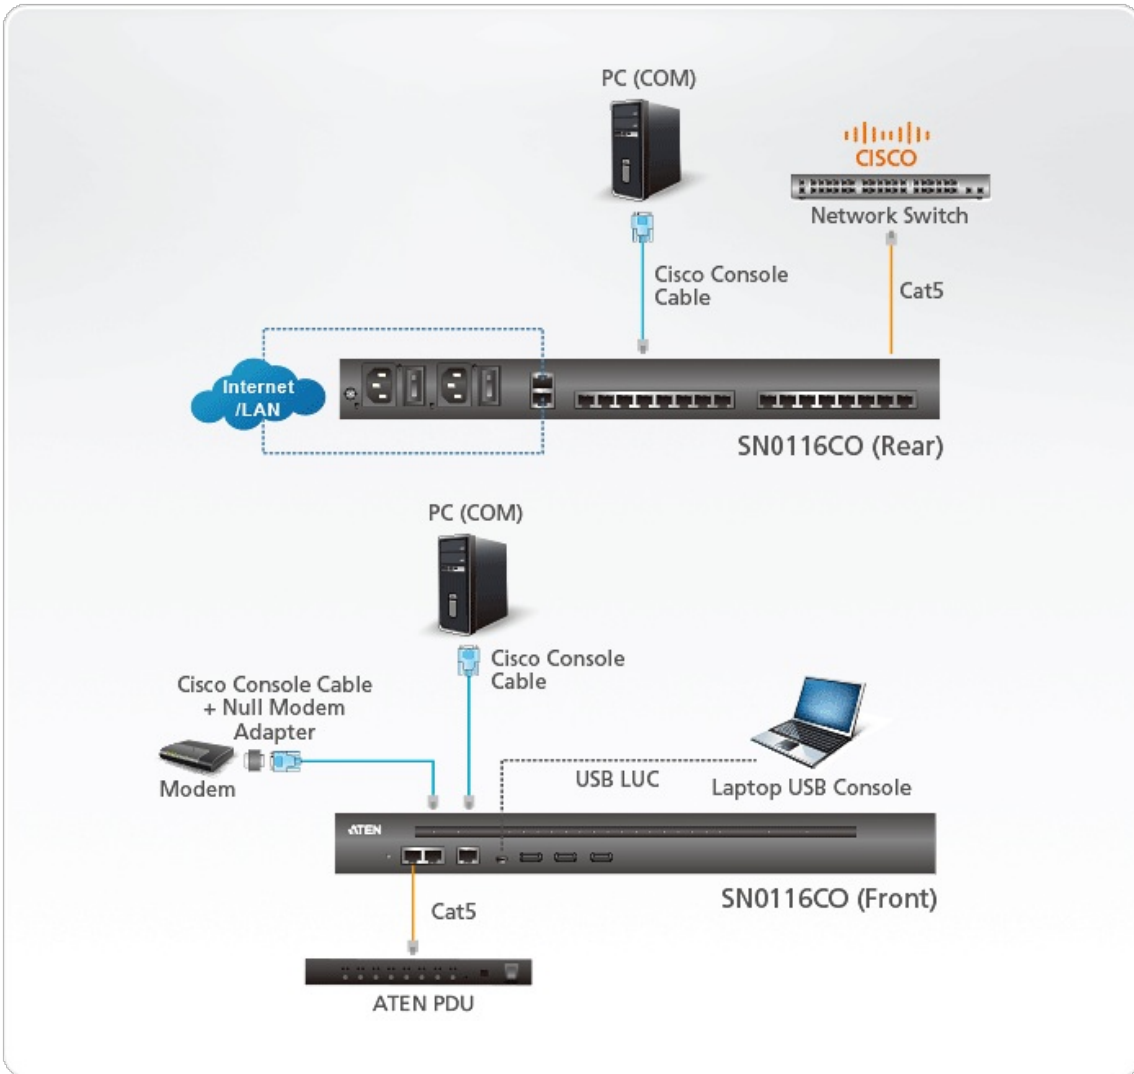 PC (COM)
CISCO
Network Switch
Cisco Console
Cable
Cat5
Internet
/LAN
SN0116CO (Rear)
PC (COM)
Cisco Console
Cable
Cisco Console Cable
+ Null Modem
Adapter
Modem
USB LUC
Laptop USB Console
ATEN
SN0116CO (Front)
Cat5
ATEN PDU